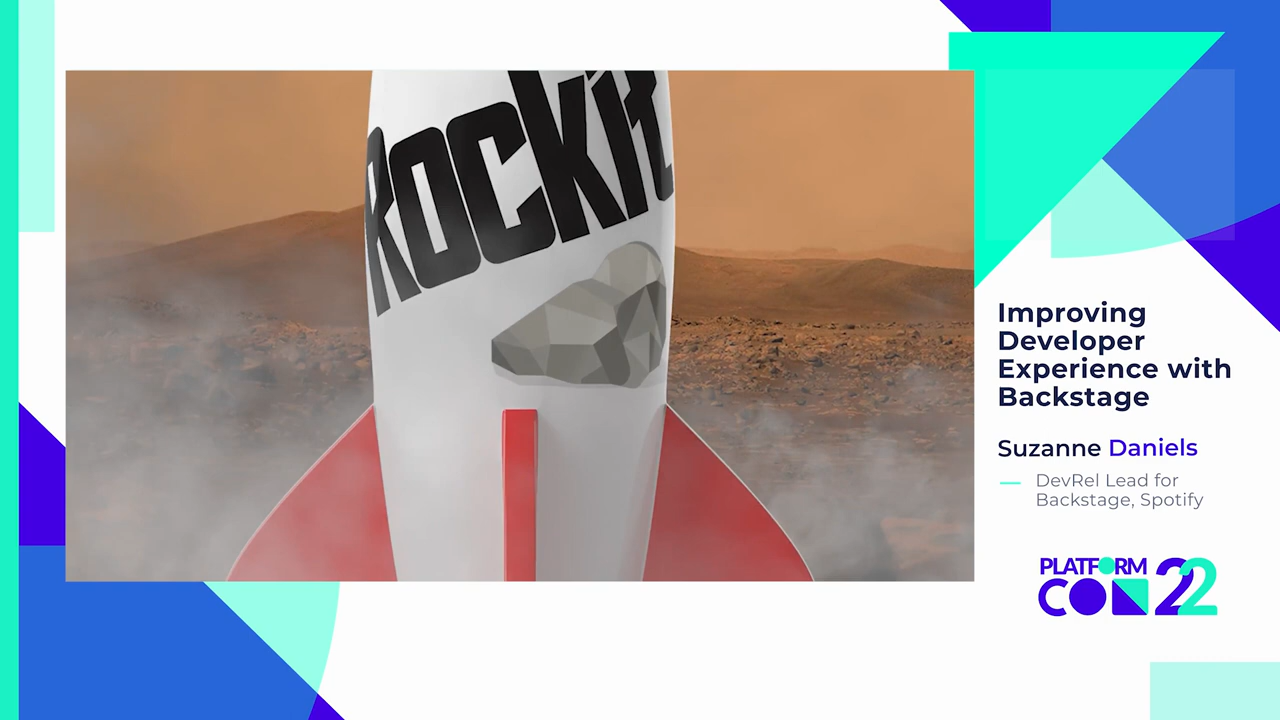 Rockit
Improving
Developer
Experience with
Backstage
Suzanne Daniels
DevRel Lead for
Backstage, Spotify
PLATFORM
CON 22